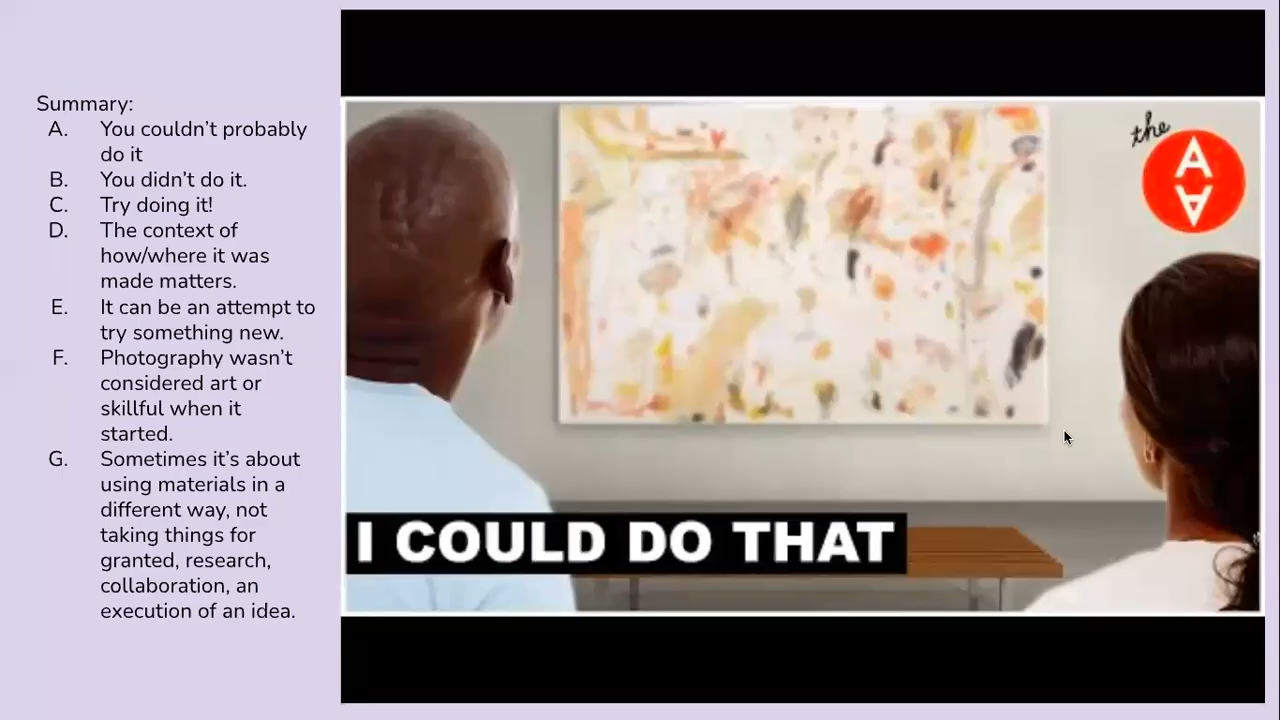 Summary:
A. You couldn't probably
do it
B. You didn't do it.
C. Try doing it!
D. The context of
how/where it was
made matters.
E. It can be an attempt to
try something new.
F. Photography wasn't
considered art or
skillful when it
started.
G. Sometimes it's about
using materials in a
different way, not
taking things for
granted, research,
collaboration, an
execution of an idea.
the
A
A
I COULD DO THAT